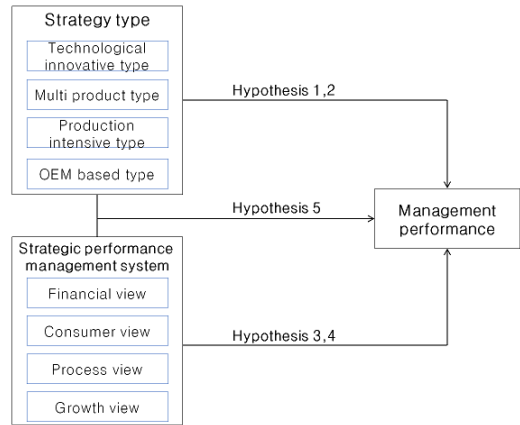 Strategy type
Technological
innovative type
Multi product type
Production
intensive type
OEM based type
Hypothesis 1,2
Hypothesis 5
Management
performance
Strategic performance
management system
Financial view
Consumer view
Process view
Growth view
Hypothesis 3,4